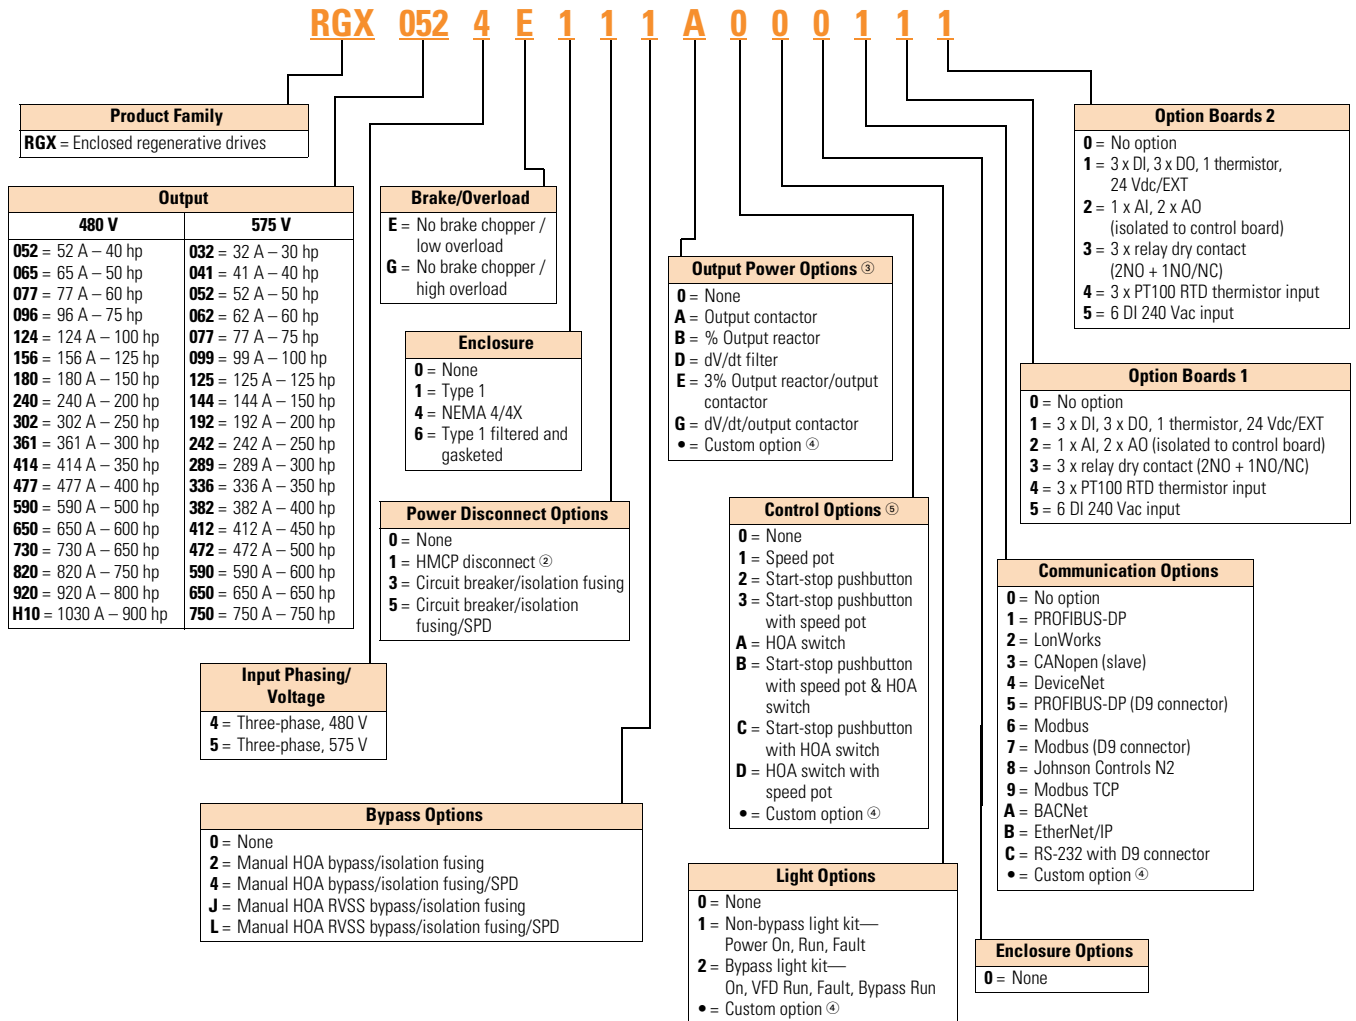 RGX 052 4 E 1 1 1 A 0 0 0 1 1 1
Product Family
RGX = Enclosed regenerative drives
Output
480 V 575 V
052 = 52 A – 40 hp 032 = 32 A – 30 hp
065 = 65 A – 50 hp 041 = 41 A – 40 hp
077 = 77 A – 60 hp 052 = 52 A – 50 hp
096 = 96 A – 75 hp 062 = 62 A – 60 hp
124 = 124 A – 100 hp 077 = 77 A – 75 hp
156 = 156 A – 125 hp 099 = 99 A – 100 hp
180 = 180 A – 150 hp 125 = 125 A – 125 hp
240 = 240 A – 200 hp 144 = 144 A – 150 hp
302 = 302 A – 250 hp 192 = 192 A – 200 hp
361 = 361 A – 300 hp 242 = 242 A – 250 hp
414 = 414 A – 350 hp 289 = 289 A – 300 hp
477 = 477 A – 400 hp 336 = 336 A – 350 hp
590 = 590 A – 500 hp 382 = 382 A – 400 hp
650 = 650 A – 600 hp 412 = 412 A – 450 hp
730 = 730 A – 650 hp 472 = 472 A – 500 hp
820 = 820 A – 750 hp 590 = 590 A – 600 hp
920 = 920 A – 800 hp 650 = 650 A – 650 hp
H10 = 1030 A – 900 hp 750 = 750 A – 750 hp
Input Phasing/
Voltage
4 = Three-phase, 480 V
5 = Three-phase, 575 V
Brake/Overload
E = No brake chopper /
low overload
G = No brake chopper /
high overload
Enclosure
0 = None
1 = Type 1
4 = NEMA 4/4X
6 = Type 1 filtered and
gasketed
Power Disconnect Options
0 = None
1 = HMCP disconnect ②
3 = Circuit breaker/isolation fusing
5 = Circuit breaker/isolation
fusing/SPD
Bypass Options
0 = None
2 = Manual HOA bypass/isolation fusing
4 = Manual HOA bypass/isolation fusing/SPD
J = Manual HOA RVSS bypass/isolation fusing
L = Manual HOA RVSS bypass/isolation fusing/SPD
Output Power Options ③
0 = None
A = Output contactor
B = % Output reactor
D = dV/dt filter
E = 3% Output reactor/output
contactor
G = dV/dt/output contactor
• = Custom option ④
Control Options ⑤
0 = None
1 = Speed pot
2 = Start-stop pushbutton
3 = Start-stop pushbutton
with speed pot
A = HOA switch
B = Start-stop pushbutton
with speed pot & HOA
switch
C = Start-stop pushbutton
with HOA switch
D = HOA switch with
speed pot
• = Custom option ④
Light Options
0 = None
1 = Non-bypass light kit—
Power On, Run, Fault
2 = Bypass light kit—
On, VFD Run, Fault, Bypass Run
• = Custom option ④
Enclosure Options
0 = None
Communication Options
0 = No option
1 = PROFIBUS-DP
2 = LonWorks
3 = CANopen (slave)
4 = DeviceNet
5 = PROFIBUS-DP (D9 connector)
6 = Modbus
7 = Modbus (D9 connector)
8 = Johnson Controls N2
9 = Modbus TCP
A = BACNet
B = EtherNet/IP
C = RS-232 with D9 connector
• = Custom option ④
Option Boards 1
0 = No option
1 = 3 x DI, 3 x DO, 1 thermistor, 24 Vdc/EXT
2 = 1 x AI, 2 x AO (isolated to control board)
3 = 3 x relay dry contact (2NO + 1NO/NC)
4 = 3 x PT100 RTD thermistor input
5 = 6 DI 240 Vac input
Option Boards 2
0 = No option
1 = 3 x DI, 3 x DO, 1 thermistor,
24 Vdc/EXT
2 = 1 x AI, 2 x AO
(isolated to control board)
3 = 3 x relay dry contact
(2NO + 1NO/NC)
4 = 3 x PT100 RTD thermistor input
5 = 6 DI 240 Vac input